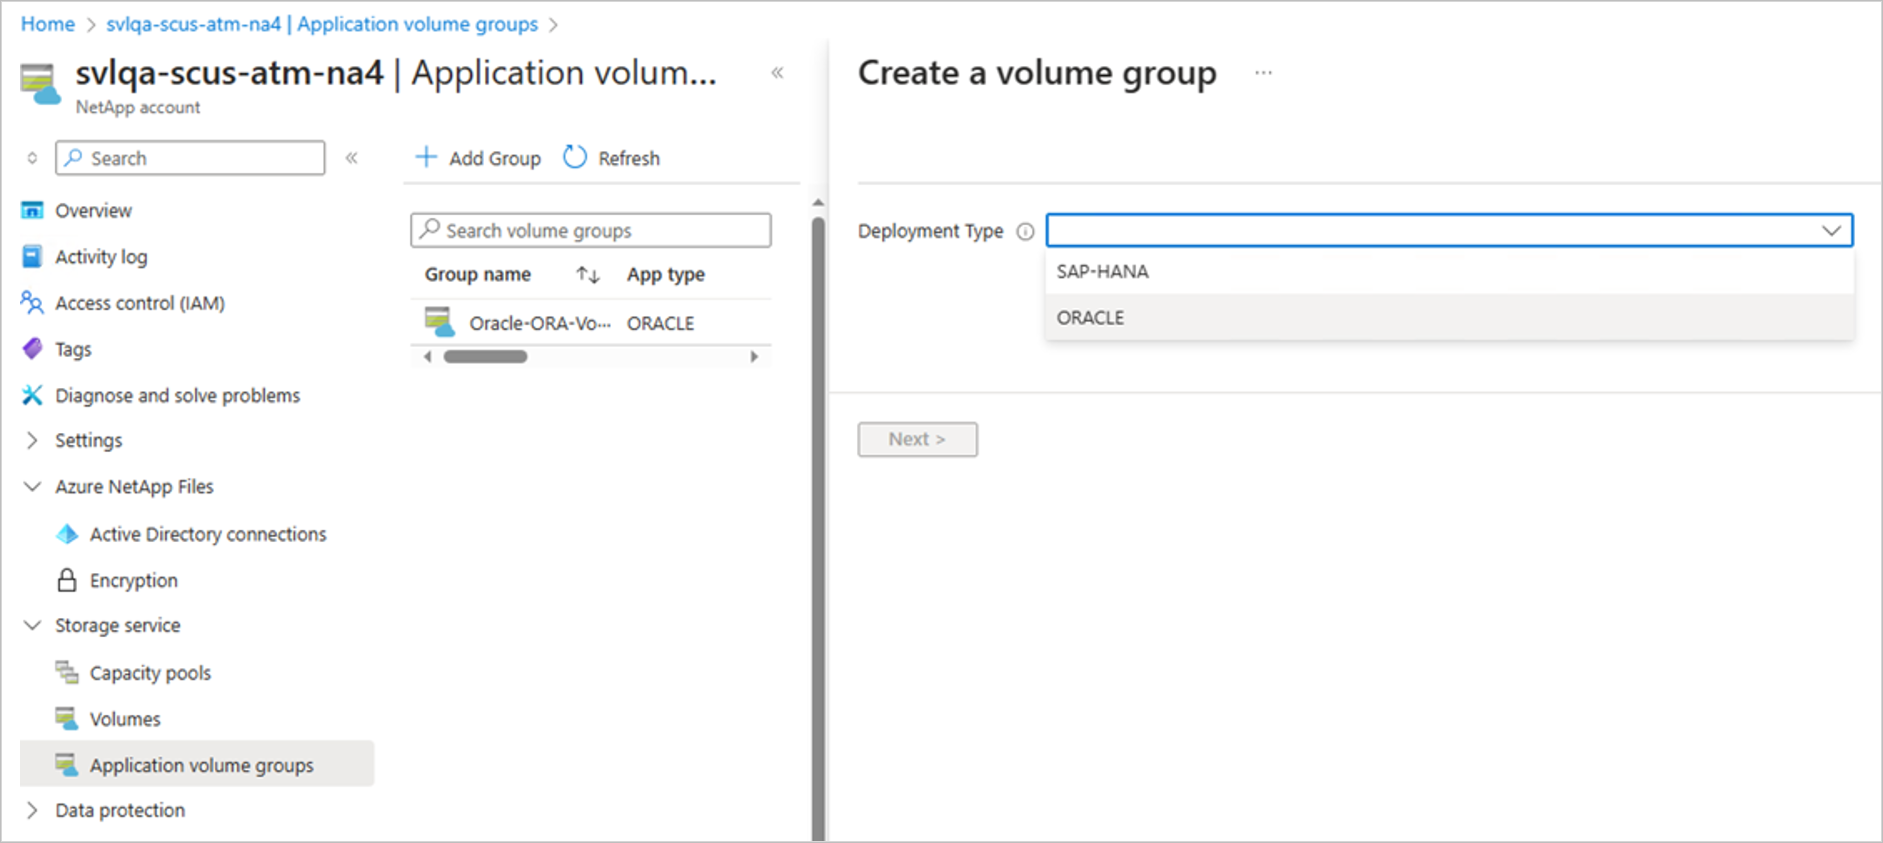 Home > svlqa-scus-atm-na4 | Application volume groups >
svlqa-scus-atm-na4 | Application volum...
NetApp account
Search
Overview
Activity log
Access control (IAM)
Tags
Diagnose and solve problems
Settings
Azure NetApp Files
Active Directory connections
Encryption
Storage service
Capacity pools
Volumes
Application volume groups
Data protection
Add Group Refresh
Search volume groups
Group name App type
Oracle-ORA-Vo... ORACLE
Create a volume group ...
Deployment Type
SAP-HANA
ORACLE
Next >